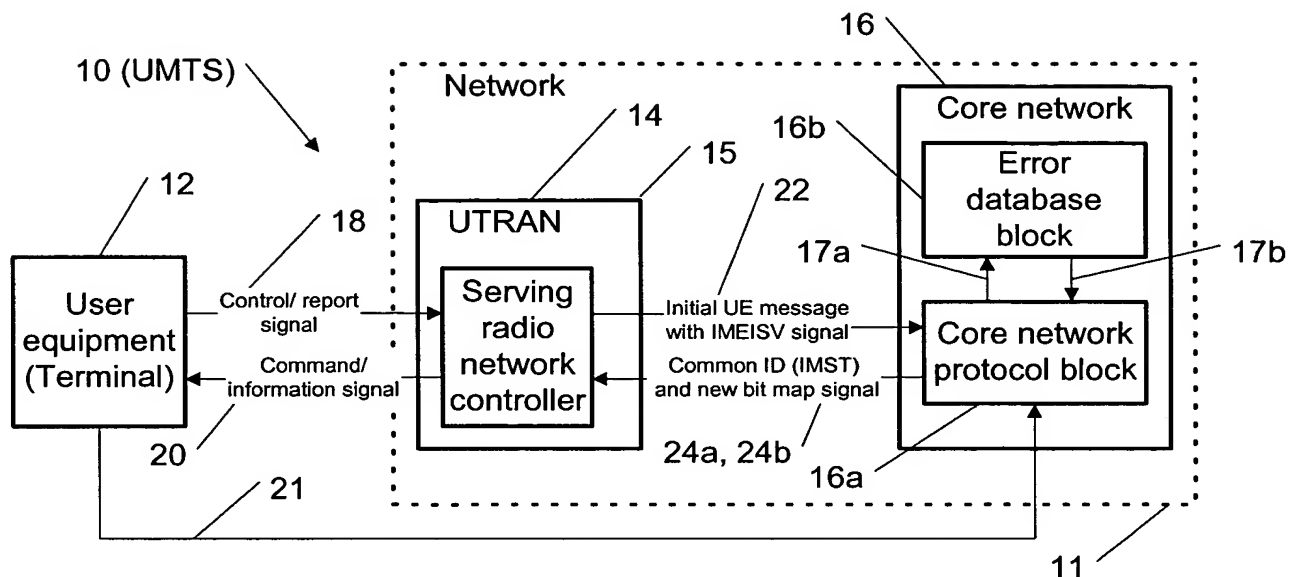 16
10 (UMTS)
Network
Core network
14
16b
15
Error
database
block
12
22
18
UTRAN
17a
17b
User
equipment
(Terminal)
Control/ report
signal
Serving
radio
network
controller
Initial UE message
with IMEISV signal
Core network
protocol block
Command/
information signal
Common ID (IMST)
and new bit map signal
20
24a, 24b
16a
21
11